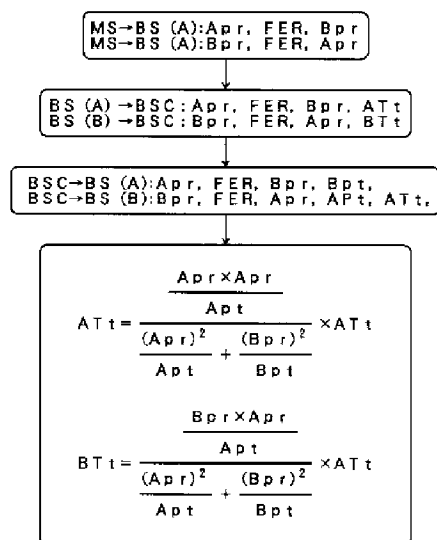 MS→BS (A):Apr, FER, Bpr
MS→BS (A):Bpr, FER, Apr
BS (A) →BSC:Apr, FER, Bpr, ATt
BS (B) →BSC:Bpr, FER, Apr, BTt
BSC→BS (A):Apr, FER, Bpr, Bpt,
BSC→BS (B):Bpr, FER, Apr, APt, ATt,
Apr×Apr
Apt
ATt= ×ATt
(Apr)² + (Bpr)²
Apt Bpt
Bpr×Apr
Apt
BTt= ×ATt
(Apr)² + (Bpr)²
Apt Bpt